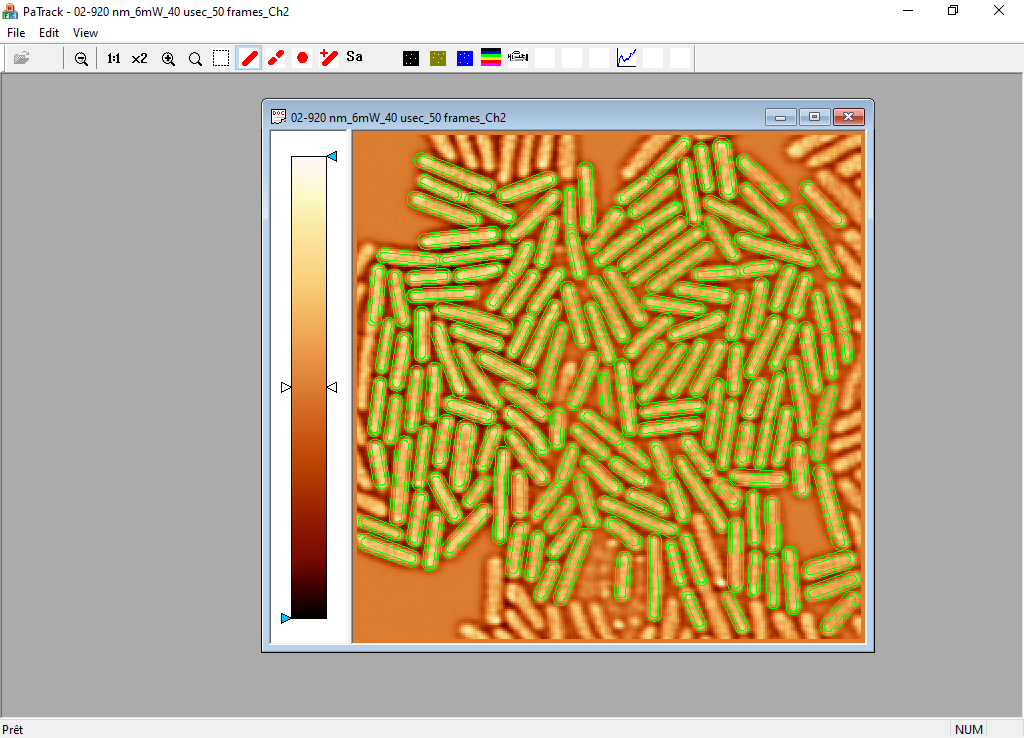 PaTrack - 02-920 nm_6mW_40 usec_50 frames_Ch2
File Edit View
1:1 ×2 Sa
02-920 nm_6mW_40 usec_50 frames_Ch2
Prêt NUM